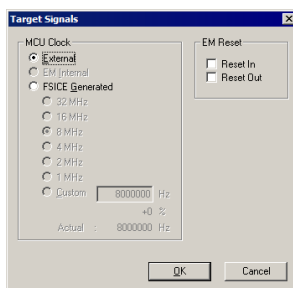 Target Signals
MCU Clock
External
EM Internal
FSICE Generated
32 MHz
16 MHz
8 MHz
4 MHz
2 MHz
1 MHz
Custom 8000000 Hz
+0 %
Actual : 8000000 Hz
EM Reset
Reset In
Reset Out
OK Cancel